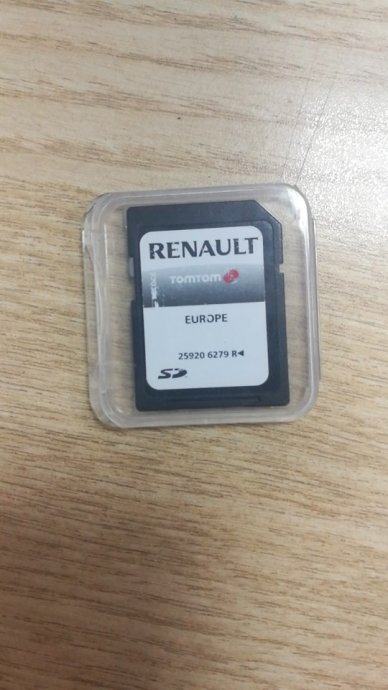 RENAULT
TOMTOM
EUROPE
25920 6279 R◄
SD